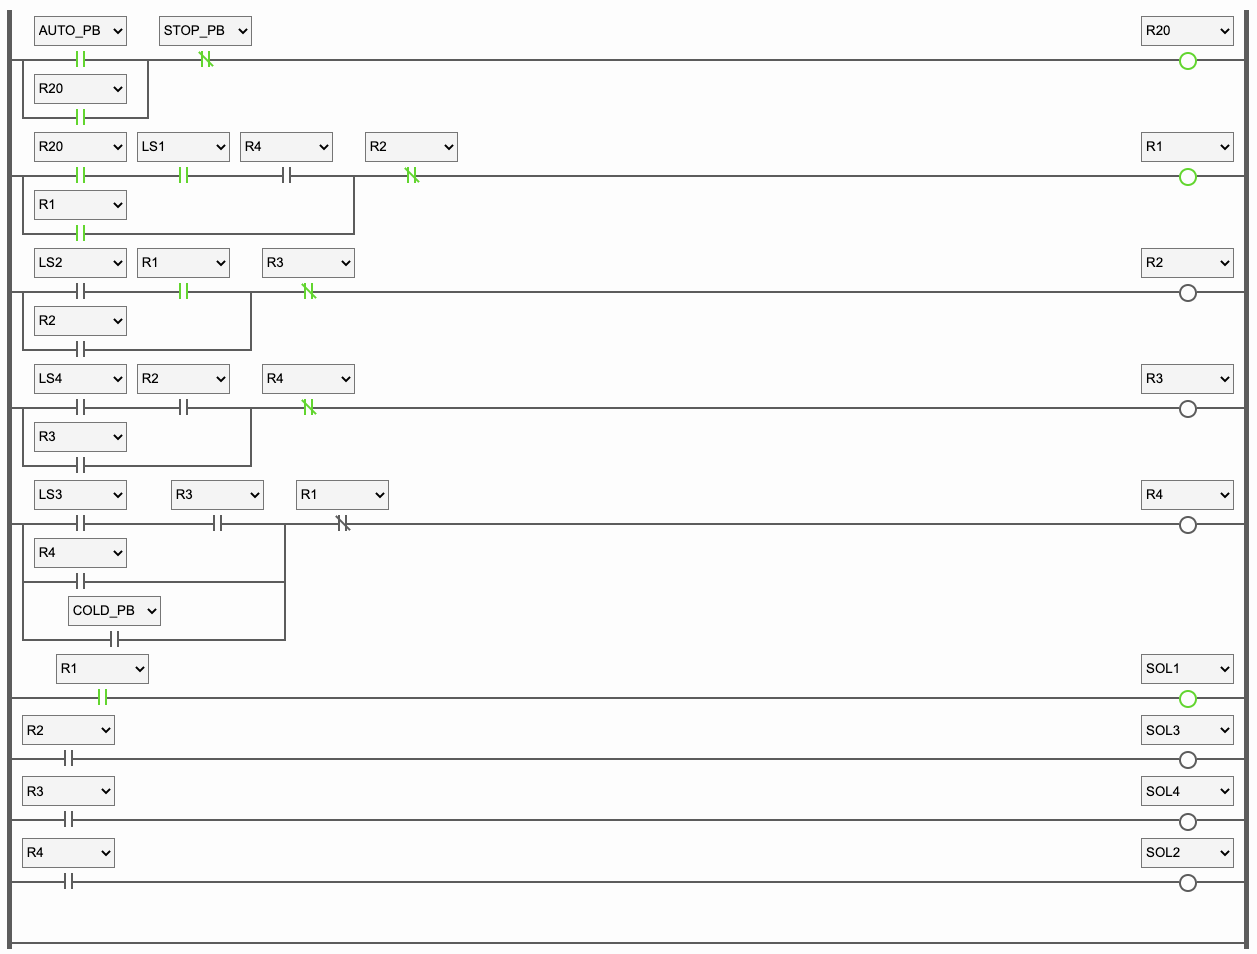 AUTO_PB STOP_PB R20
R20
R20 LS1 R4 R2 R1
R1
LS2 R1 R3 R2
R2
LS4 R2 R4 R3
R3
LS3 R3 R1 R4
R4
COLD_PB
R1 SOL1
R2 SOL3
R3 SOL4
R4 SOL2